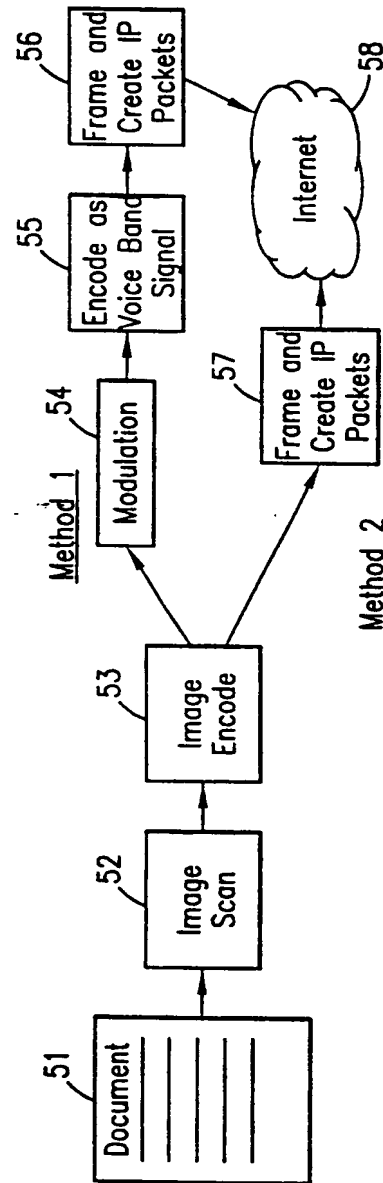 51
Document
52
Image
Scan
53
Image
Encode
Method 1
54
Modulation
55
Encode as
Voice Band
Signal
56
Frame and
Create IP
Packets
Method 2
57
Frame and
Create IP
Packets
Internet
58